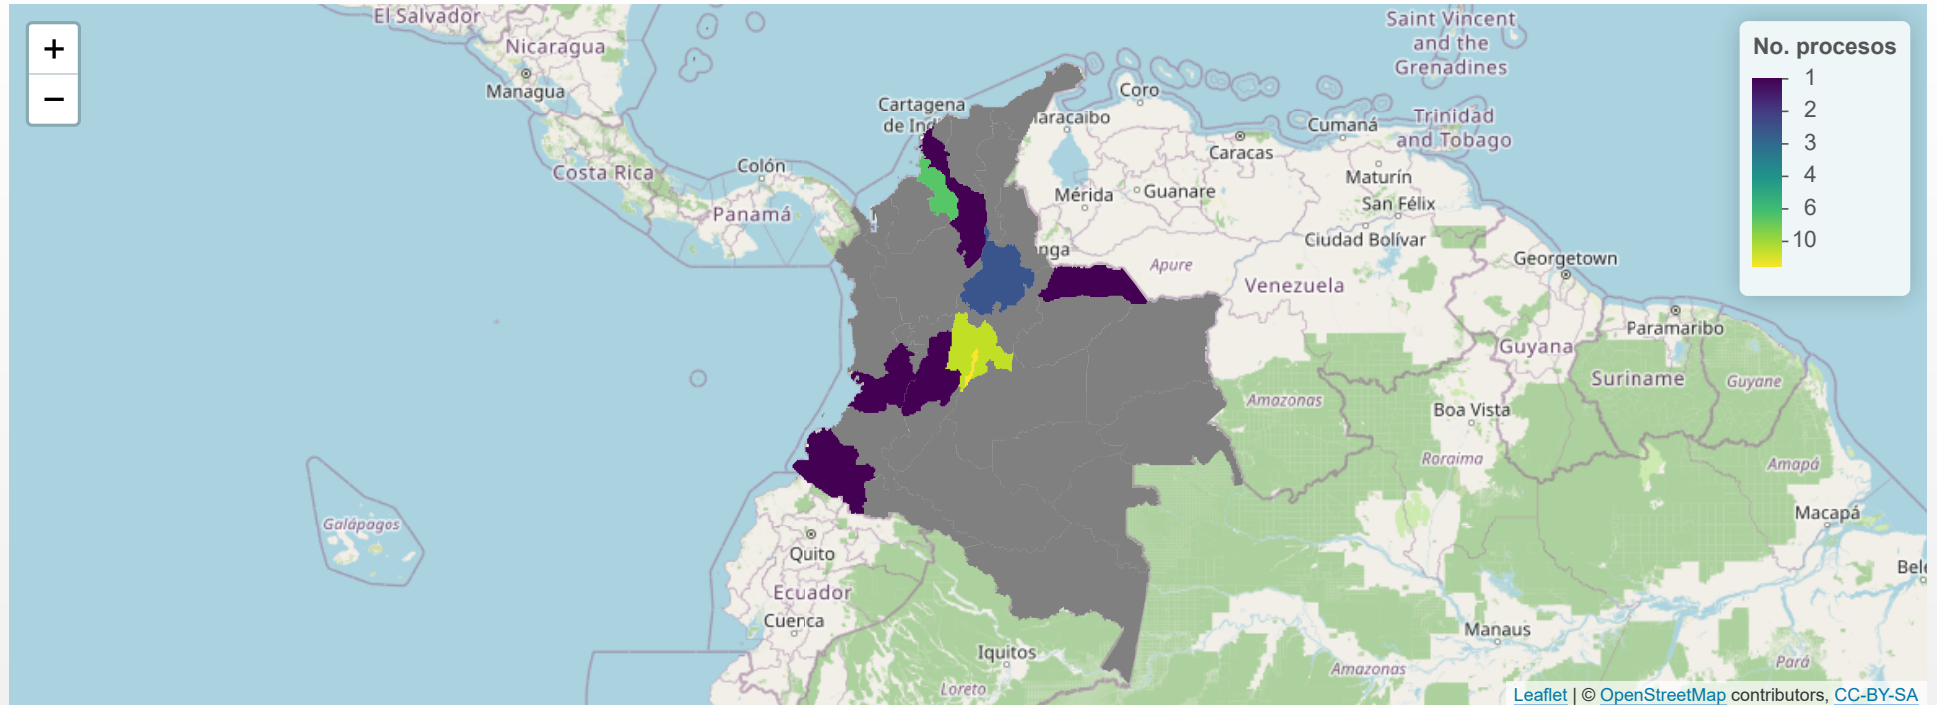 +
−
El Salvador
Nicaragua
Managua
Costa Rica
Colón
Panamá
Cartagena
de Ind
aracaibo
Coro
Caracas
Cumaná
Saint Vincent
and the
Grenadines
Trinidad
and Tobago
Maturín
Mérida
Guanare
San Félix
Ciudad Bolívar
nga
Apure
Venezuela
Georgetown
Paramaribo
Guyana
Suriname
Guyane
Amazonas
Boa Vista
Roraima
Amapá
Macapá
Galápagos
Quito
Ecuador
Cuenca
Iquitos
Loreto
Manaus
Amazonas
Pará
Bele
No. procesos
1
2
3
4
6
10
Leaflet | © OpenStreetMap contributors, CC-BY-SA